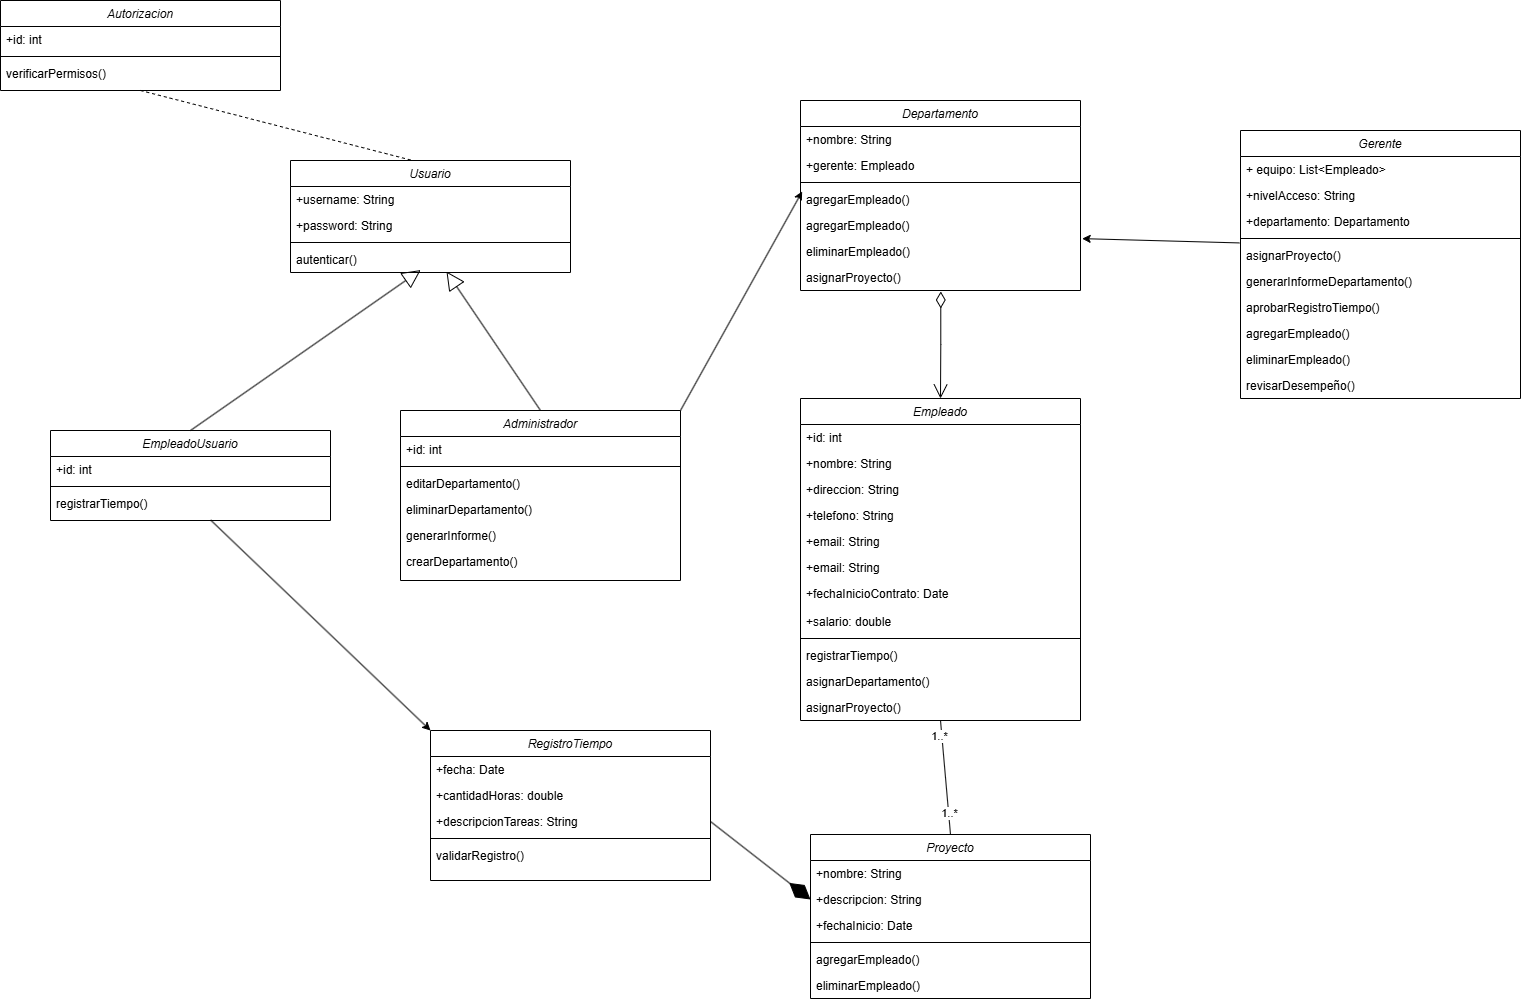 Autorizacion
+id: int
verificarPermisos()
Usuario
+username: String
+password: String
autenticar()
Departamento
+nombre: String
+gerente: Empleado
agregarEmpleado()
agregarEmpleado()
eliminarEmpleado()
asignarProyecto()
Gerente
+ equipo: List<Empleado>
+nivelAcceso: String
+departamento: Departamento
asignarProyecto()
generarInformeDepartamento()
aprobarRegistroTiempo()
agregarEmpleado()
eliminarEmpleado()
revisarDesempeño()
EmpleadoUsuario
+id: int
registrarTiempo()
Administrador
+id: int
editarDepartamento()
eliminarDepartamento()
generarInforme()
crearDepartamento()
Empleado
+id: int
+nombre: String
+direccion: String
+telefono: String
+email: String
+email: String
+fechaInicioContrato: Date
+salario: double
registrarTiempo()
asignarDepartamento()
asignarProyecto()
1..*
1..*
RegistroTiempo
+fecha: Date
+cantidadHoras: double
+descripcionTareas: String
validarRegistro()
Proyecto
+nombre: String
+descripcion: String
+fechaInicio: Date
agregarEmpleado()
eliminarEmpleado()